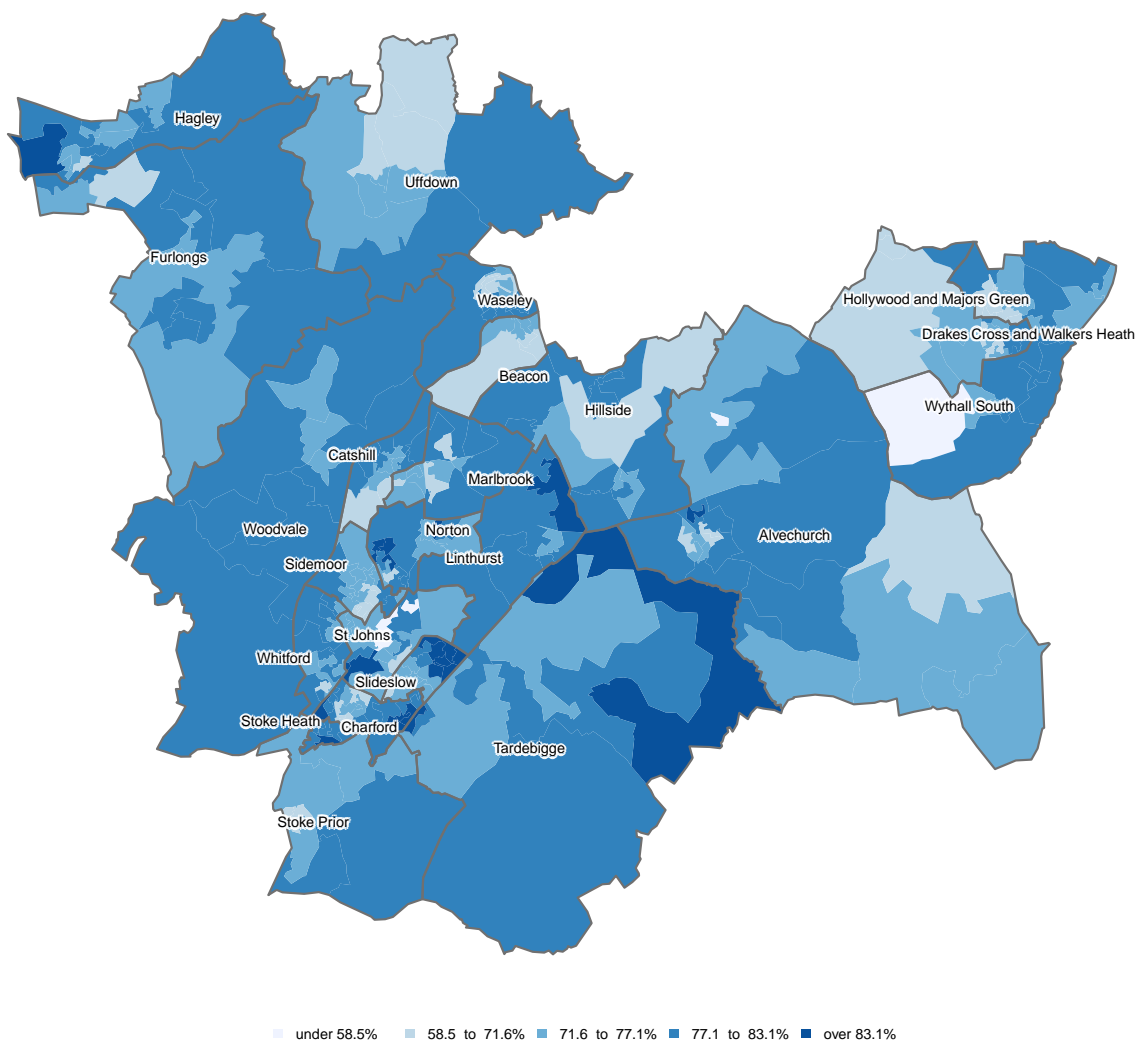 Hagley
Uffdown
Furlongs
Waseley
Hollywood and Majors Green
Drakes Cross and Walkers Heath
Beacon
Hillside
Wythall South
Catshill
Marlbrook
Woodvale
Norton
Alvechurch
Linthurst
Sidemoor
St Johns
Whitford
Slideslow
Stoke Heath
Charford
Tardebigge
Stoke Prior
under 58.5% 58.5 to 71.6% 71.6 to 77.1% 77.1 to 83.1% over 83.1%